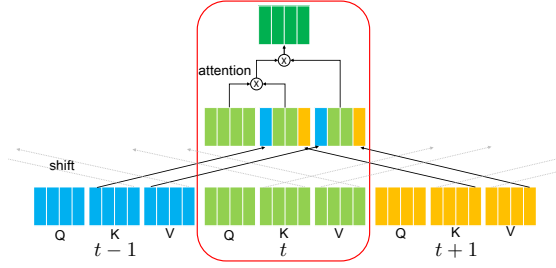 x
attention
x
shift
Q K V Q K V Q K V
t − 1 t t + 1